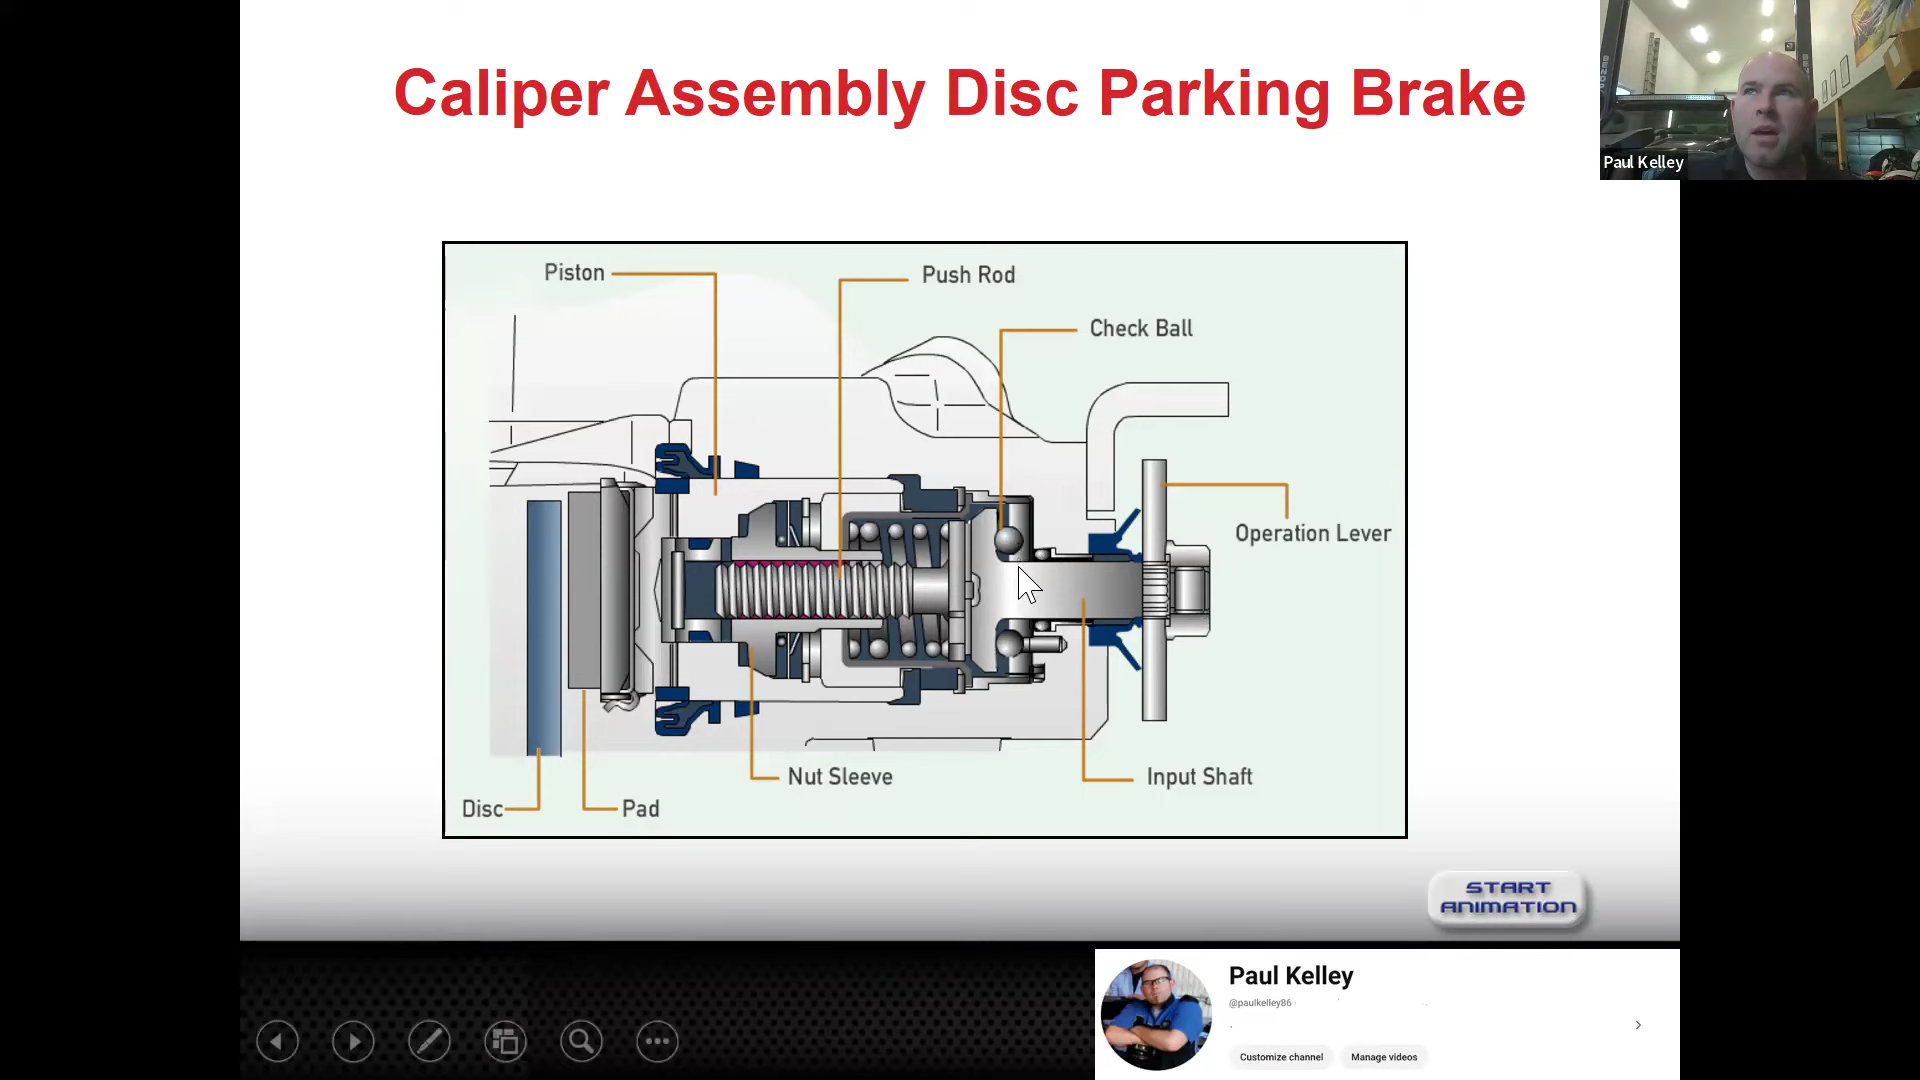 Caliper Assembly Disc Parking Brake
Paul Kelley
Piston
Push Rod
Check Ball
Operation Lever
Nut Sleeve
Input Shaft
Disc
Pad
START
ANIMATION
Paul Kelley
@paulkelley86
Customize channel
Manage videos